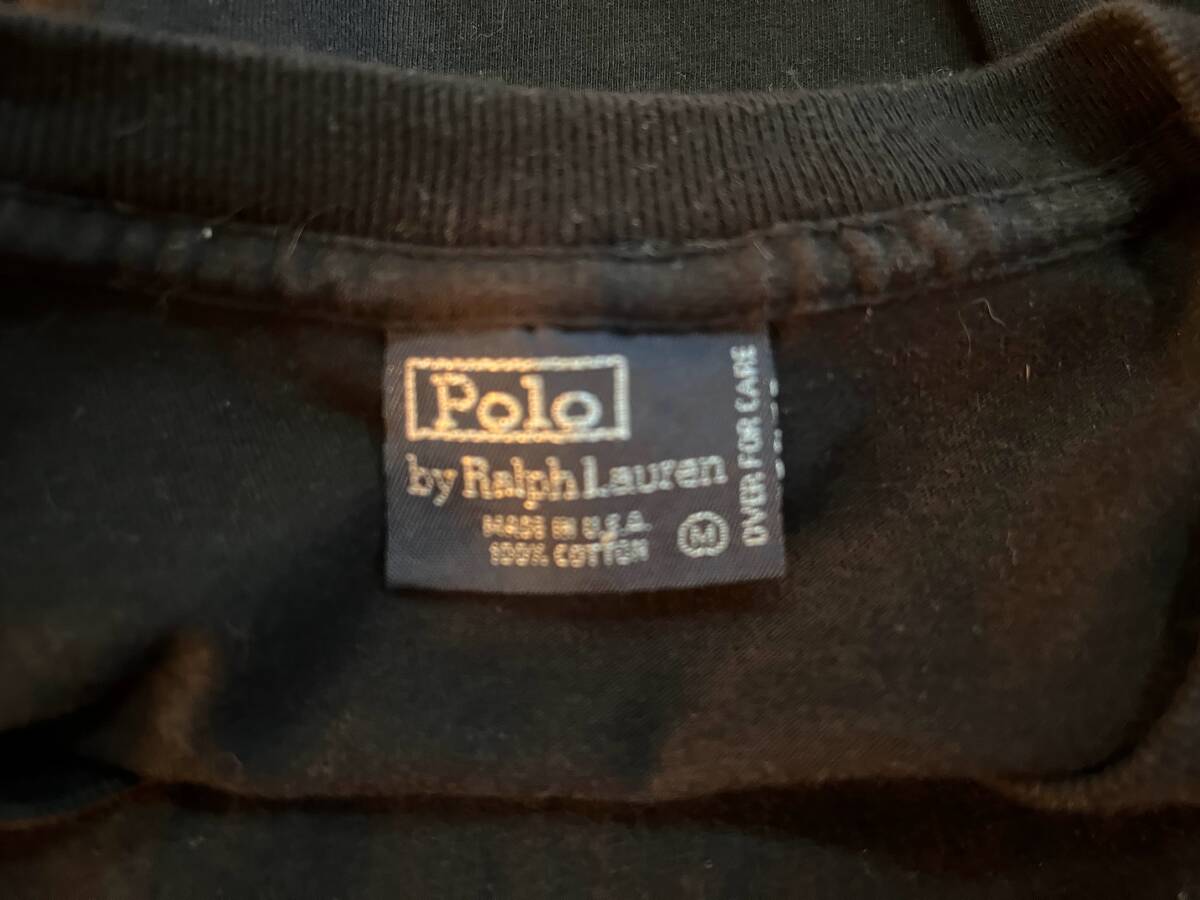 Polo
by Ralph Lauren
MADE IN U.S.A.
100% COTTON
M
OVER FOR CARE